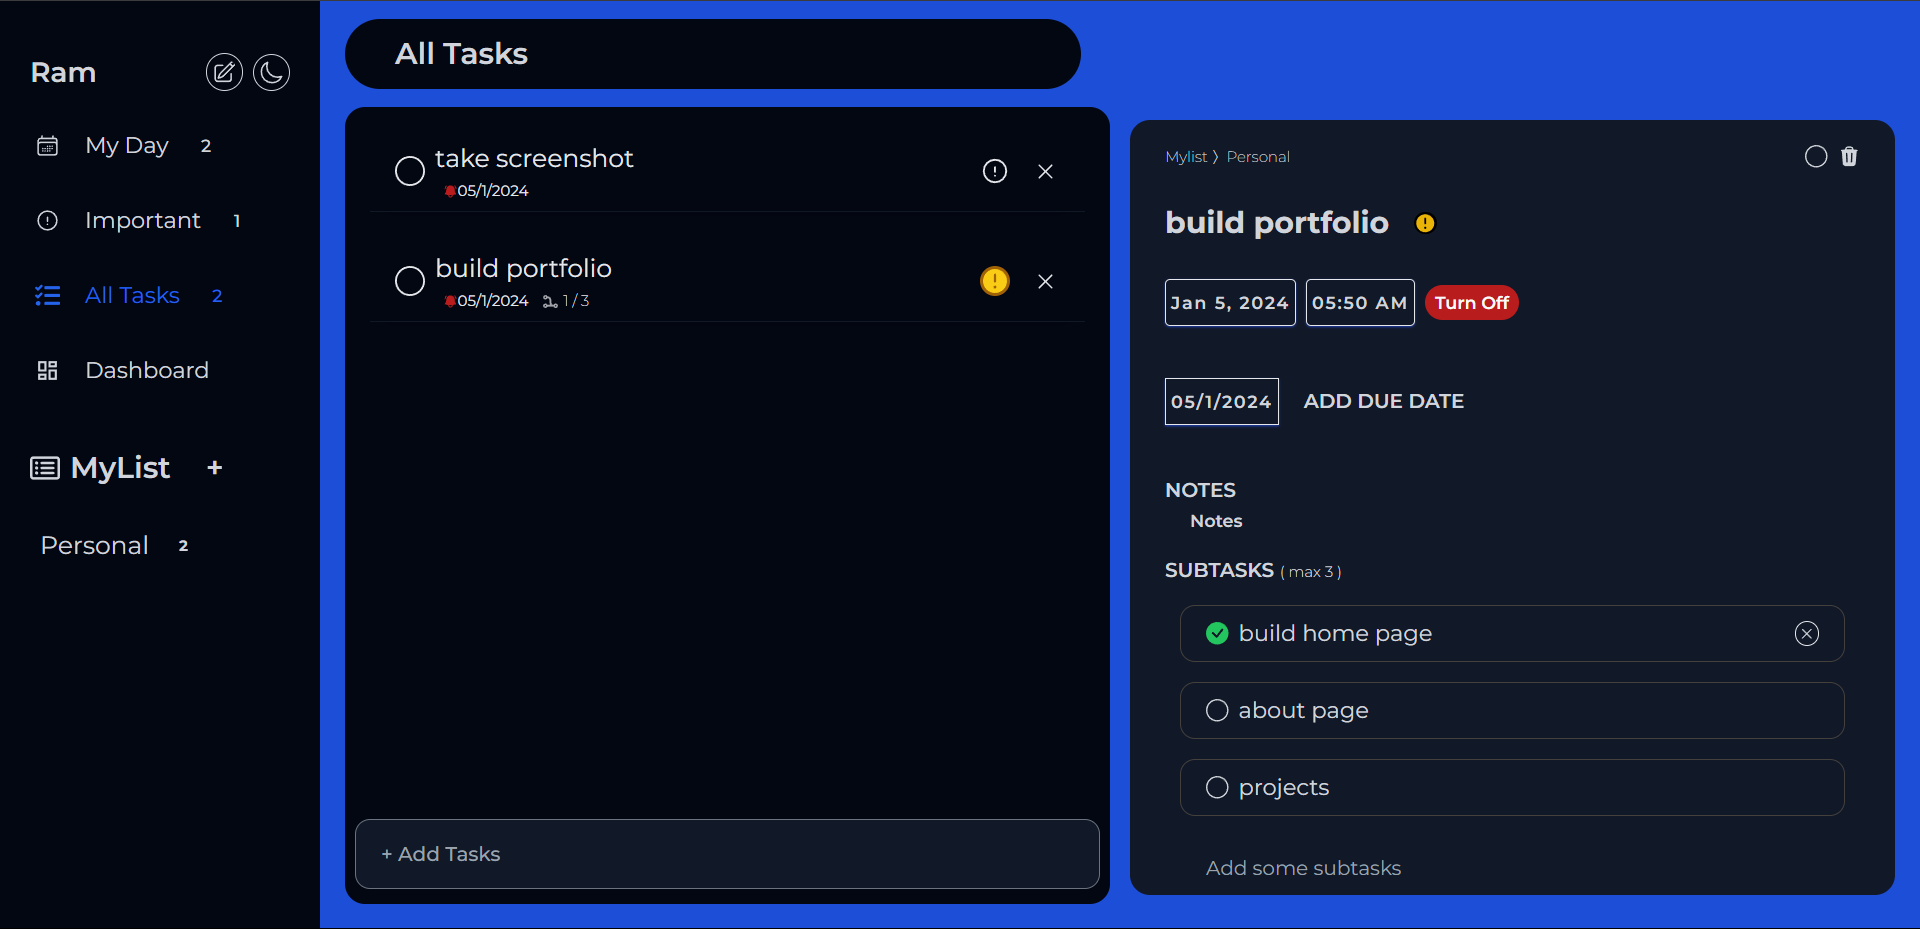 Ram
My Day 2
Important 1
All Tasks 2
Dashboard
MyList +
Personal 2
All Tasks
take screenshot
05/1/2024
build portfolio
05/1/2024 1 / 3
+ Add Tasks
Mylist 〉 Personal
build portfolio
Jan 5, 2024 05:50 AM Turn Off
05/1/2024 ADD DUE DATE
NOTES
Notes
SUBTASKS ( max 3 )
build home page
about page
projects
Add some subtasks